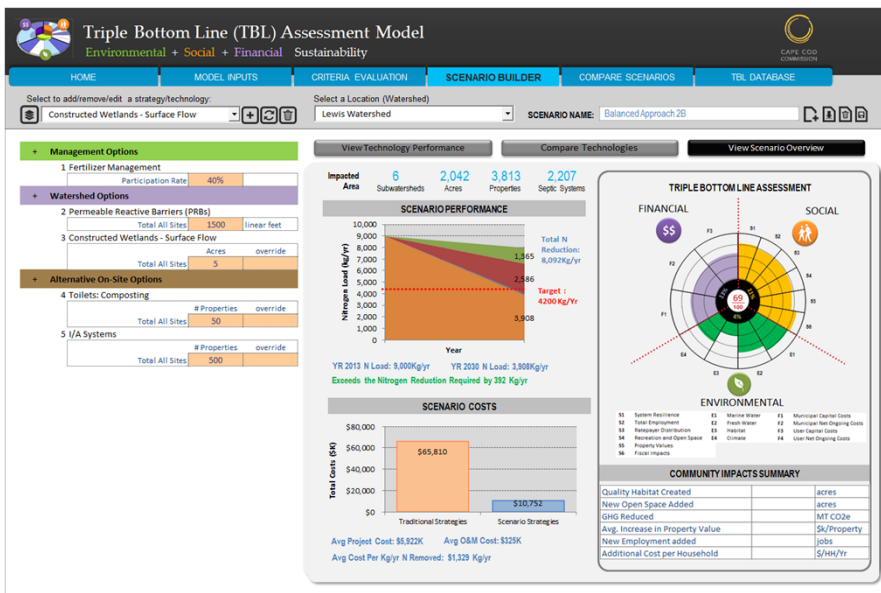 Triple Bottom Line (TBL) Assessment Model
Environmental + Social + Financial Sustainability
CAPE COD
COMMISSION
HOME
MODEL INPUTS
CRITERIA EVALUATION
SCENARIO BUILDER
COMPARE SCENARIOS
TBL DATABASE
Select to add/remove/edit a strategy/technology:
Constructed Wetlands - Surface Flow
Select a Location (Watershed)
Lewis Watershed
SCENARIO NAME: Balanced Approach 2B
+ Management Options
1 Fertilizer Management
Participation Rate 40%
+ Watershed Options
2 Permeable Reactive Barriers (PRBs)
Total All Sites 1500 linear feet
3 Constructed Wetlands - Surface Flow
Acres override
Total All Sites 5
+ Alternative On-Site Options
4 Toilets: Composting
# Properties override
Total All Sites 50
5 I/A Systems
# Properties override
Total All Sites 500
View Technology Performance
Compare Technologies
View Scenario Overview
Impacted Area
6 Subwatersheds
2,042 Acres
3,813 Properties
2,207 Septic Systems
SCENARIO PERFORMANCE
Nitrogen Load (kg/yr)
10,000
9,000
8,000
7,000
6,000
5,000
4,000
3,000
2,000
1,000
0
1,365
2,586
3,908
Total N
Reduction:
8,092Kg/yr
Target :
4200 Kg/Yr
Year
YR 2013 N Load: 9,000Kg/yr YR 2030 N Load: 3,908Kg/yr
Exceeds the Nitrogen Reduction Required by 392 Kg/yr
SCENARIO COSTS
Total Costs ($K)
$80,000
$60,000
$40,000
$20,000
$0
$65,810
$10,752
Traditional Strategies
Scenario Strategies
Avg Project Cost: $5,922K Avg O&M Cost: $325K
Avg Cost Per Kg/yr N Removed: $1,329 Kg/yr
TRIPLE BOTTOM LINE ASSESSMENT
FINANCIAL
$$
SOCIAL
F3
S1
S2
F2
S3
S4
S5
F1
S6
E4
E1
E3
E2
69
100
4%
ENVIRONMENTAL
S1 System Resilience E1 Marine Water F1 Municipal Capital Costs
S2 Total Employment E2 Fresh Water F2 Municipal Net Ongoing Costs
S3 Ratepayer Distribution E3 Habitat F3 User Capital Costs
S4 Recreation and Open Space E4 Climate F4 User Net Ongoing Costs
S5 Property Values
S6 Fiscal Impacts
COMMUNITY IMPACTS SUMMARY
Quality Habitat Created acres
New Open Space Added acres
GHG Reduced MT CO2e
Avg. Increase in Property Value $k/Property
New Employment added jobs
Additional Cost per Household $/HH/Yr